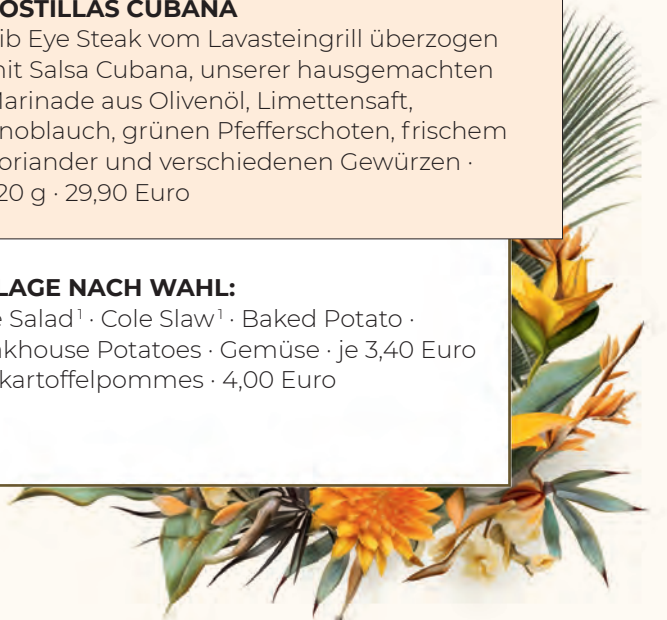 OSTILLAS CUBANA
ib Eye Steak vom Lavasteingrill überzogen
nit Salsa Cubana, unserer hausgemachten
Marinade aus Olivenöl, Limettensaft,
noblauch, grünen Pfefferschoten, frischem
oriander und verschiedenen Gewürzen ·
20 g · 29,90 Euro
LAGE NACH WAHL:
e Salad¹ · Cole Slaw¹ · Baked Potato ·
akhouse Potatoes · Gemüse · je 3,40 Euro
kartoffelpommes · 4,00 Euro